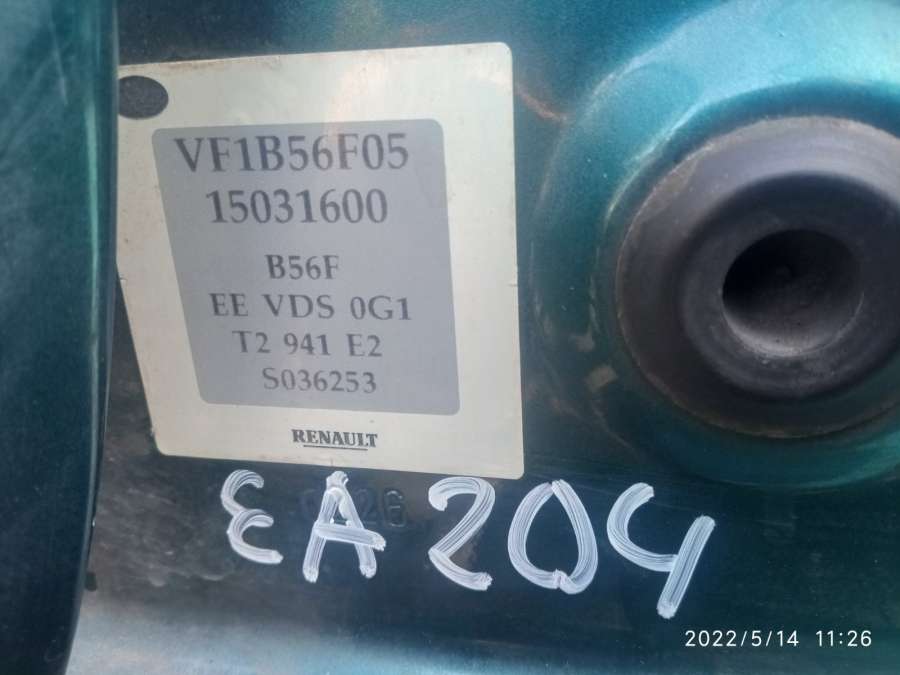 VF1B56F05
15031600
B56F
EE VDS 0G1
T2 941 E2
S036253
RENAULT
EA204
2022/5/14 11:26